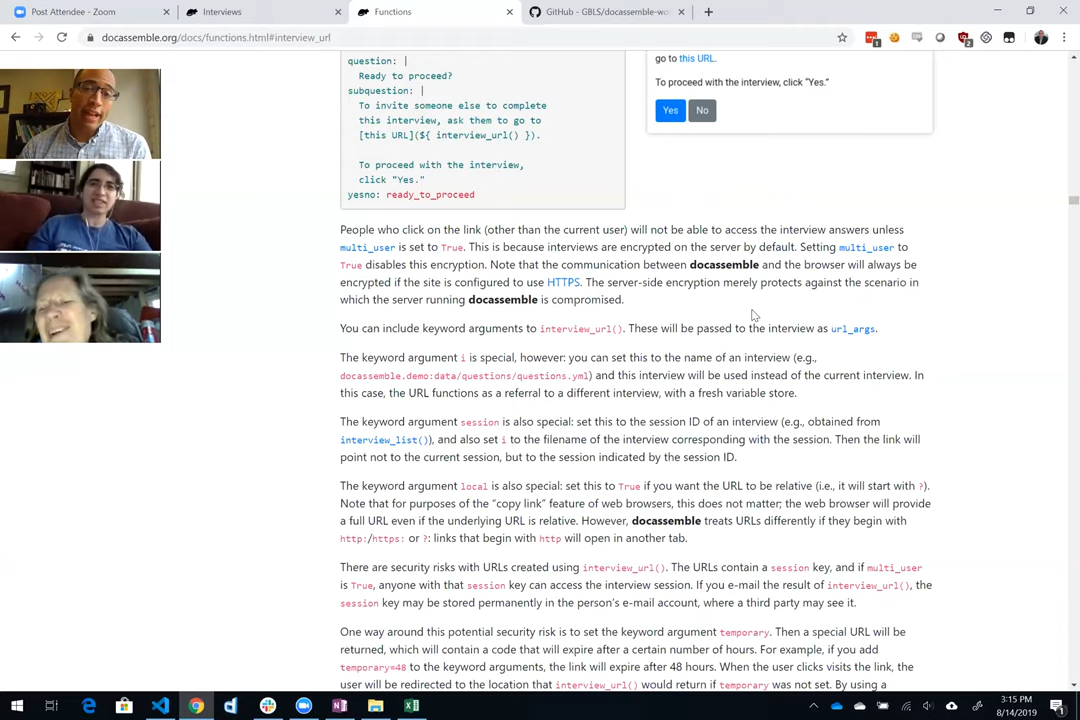 Post Attendee - Zoom
Interviews
Functions
GitHub - GBLS/docassemble-wo
docassemble.org/docs/functions.html#interview_url
question: |
Ready to proceed?
subquestion: |
To invite someone else to complete
this interview, ask them to go to
[this URL](${ interview_url() }).
To proceed with the interview,
click "Yes."
yesno: ready_to_proceed
go to this URL.
To proceed with the interview, click “Yes.”
Yes No
People who click on the link (other than the current user) will not be able to access the interview answers unless
multi_user is set to True. This is because interviews are encrypted on the server by default. Setting multi_user to
True disables this encryption. Note that the communication between docassemble and the browser will always be
encrypted if the site is configured to use HTTPS. The server-side encryption merely protects against the scenario in
which the server running docassemble is compromised.
You can include keyword arguments to interview_url(). These will be passed to the interview as url_args.
The keyword argument i is special, however: you can set this to the name of an interview (e.g.,
docassemble.demo:data/questions/questions.yml) and this interview will be used instead of the current interview. In
this case, the URL functions as a referral to a different interview, with a fresh variable store.
The keyword argument session is also special: set this to the session ID of an interview (e.g., obtained from
interview_list()), and also set i to the filename of the interview corresponding with the session. Then the link will
point not to the current session, but to the session indicated by the session ID.
The keyword argument local is also special: set this to True if you want the URL to be relative (i.e., it will start with ?).
Note that for purposes of the “copy link” feature of web browsers, this does not matter; the web browser will provide
a full URL even if the underlying URL is relative. However, docassemble treats URLs differently if they begin with
http:/https: or ?: links that begin with http will open in another tab.
There are security risks with URLs created using interview_url(). The URLs contain a session key, and if multi_user
is True, anyone with that session key can access the interview session. If you e-mail the result of interview_url(), the
session key may be stored permanently in the person's e-mail account, where a third party may see it.
One way around this potential security risk is to set the keyword argument temporary. Then a special URL will be
returned, which will contain a code that will expire after a certain number of hours. For example, if you add
temporary=48 to the keyword arguments, the link will expire after 48 hours. When the user clicks visits the link, the
user will be redirected to the location that interview_url() would return if temporary was not set. By using a
3:15 PM
8/14/2019